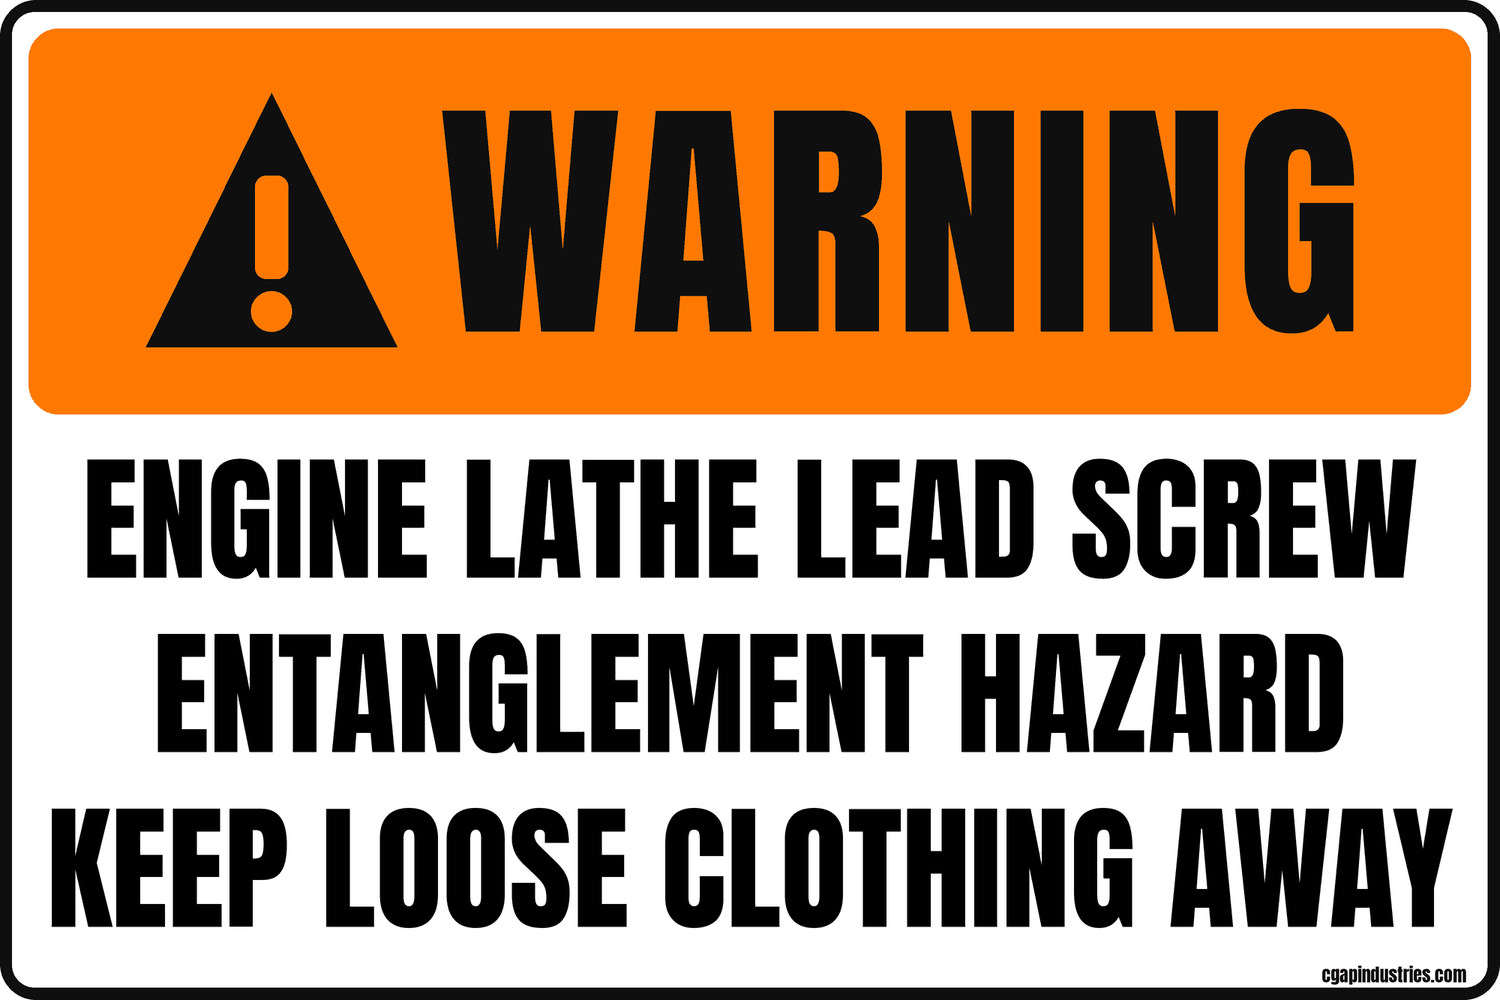 WARNING
ENGINE LATHE LEAD SCREW
ENTANGLEMENT HAZARD
KEEP LOOSE CLOTHING AWAY
cgapindustries.com